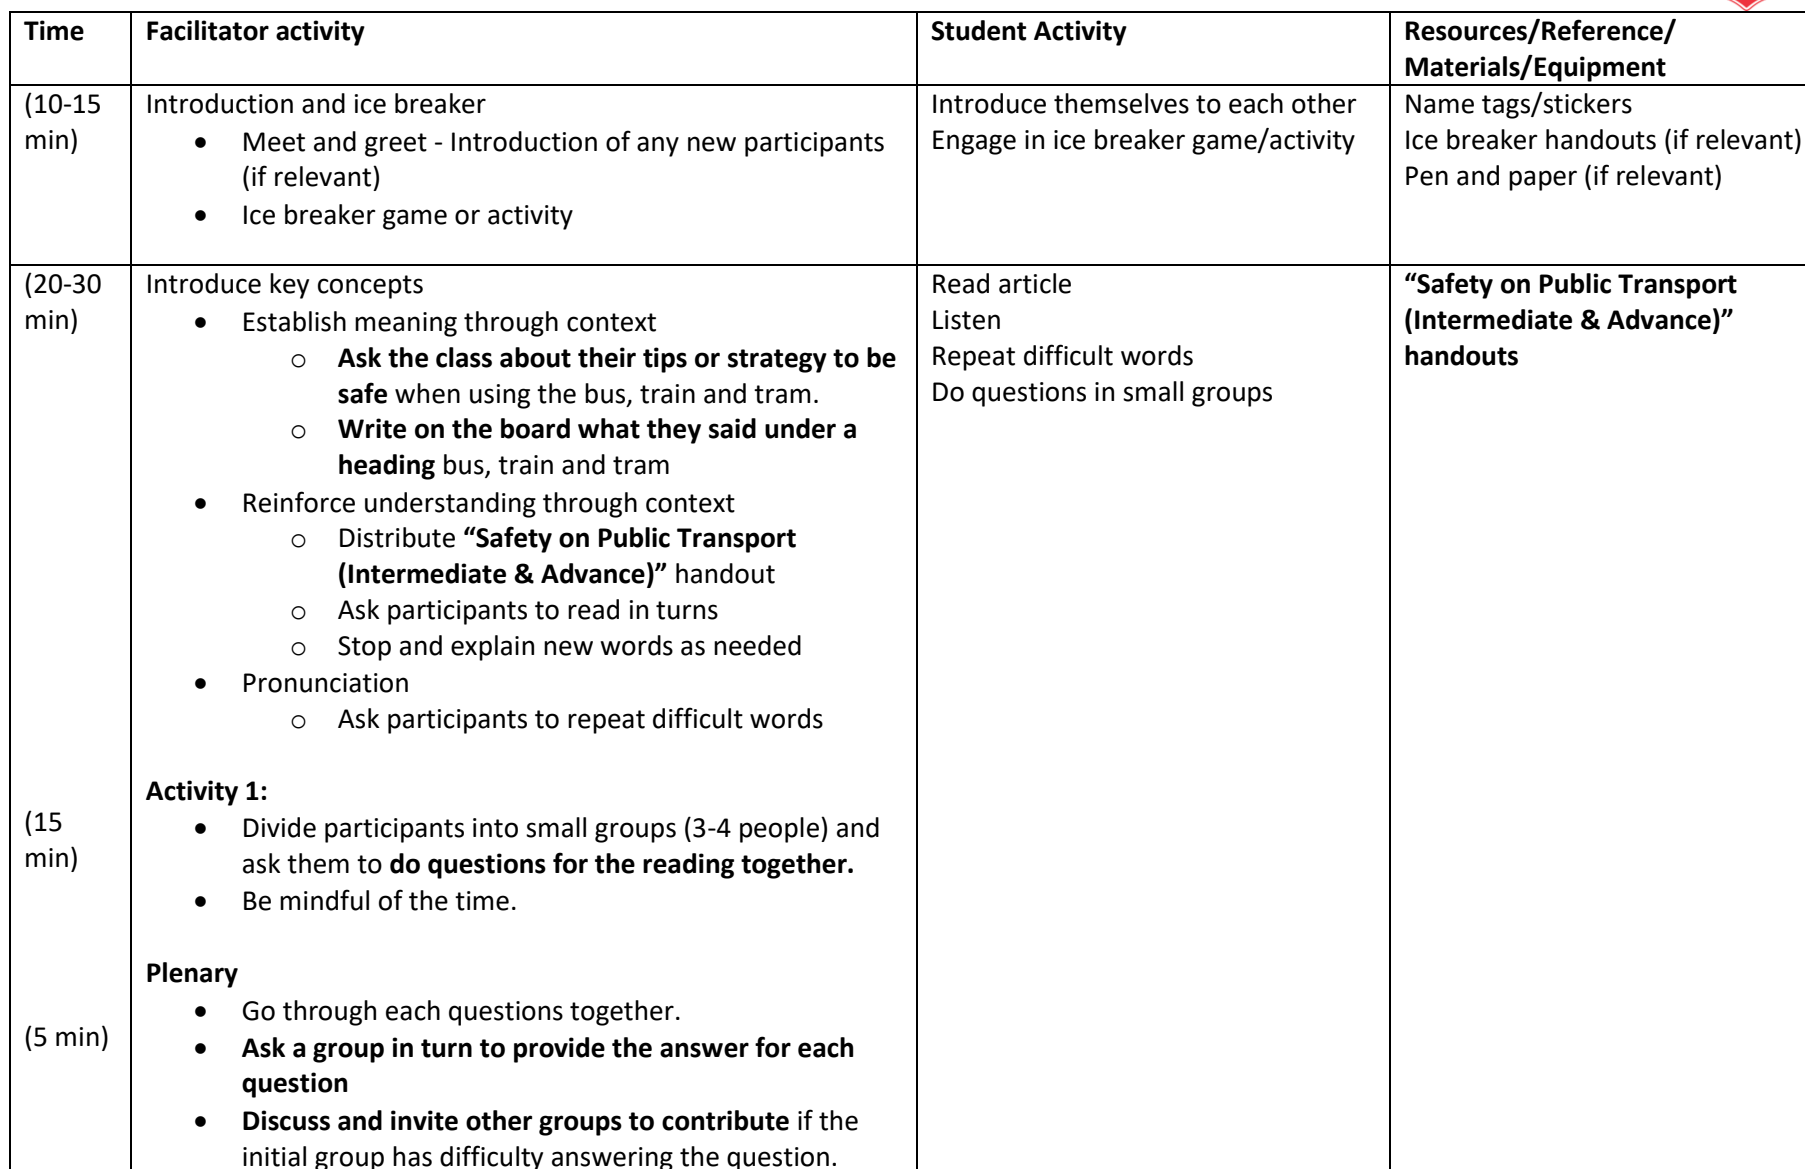 Time Facilitator activity Student Activity Resources/Reference/
Materials/Equipment
(10-15 min)
Introduction and ice breaker
• Meet and greet - Introduction of any new participants
(if relevant)
• Ice breaker game or activity
Introduce themselves to each other
Engage in ice breaker game/activity
Name tags/stickers
Ice breaker handouts (if relevant)
Pen and paper (if relevant)
(20-30
min)
Introduce key concepts
• Establish meaning through context
o Ask the class about their tips or strategy to be
safe when using the bus, train and tram.
o Write on the board what they said under a
heading bus, train and tram
• Reinforce understanding through context
o Distribute “Safety on Public Transport
(Intermediate & Advance)” handout
o Ask participants to read in turns
o Stop and explain new words as needed
• Pronunciation
o Ask participants to repeat difficult words
Read article
Listen
Repeat difficult words
Do questions in small groups
“Safety on Public Transport
(Intermediate & Advance)”
handouts
Activity 1:
(15
min)
• Divide participants into small groups (3-4 people) and
ask them to do questions for the reading together.
• Be mindful of the time.
Plenary
(5 min)
• Go through each questions together.
• Ask a group in turn to provide the answer for each
question
• Discuss and invite other groups to contribute if the
initial group has difficulty answering the question.